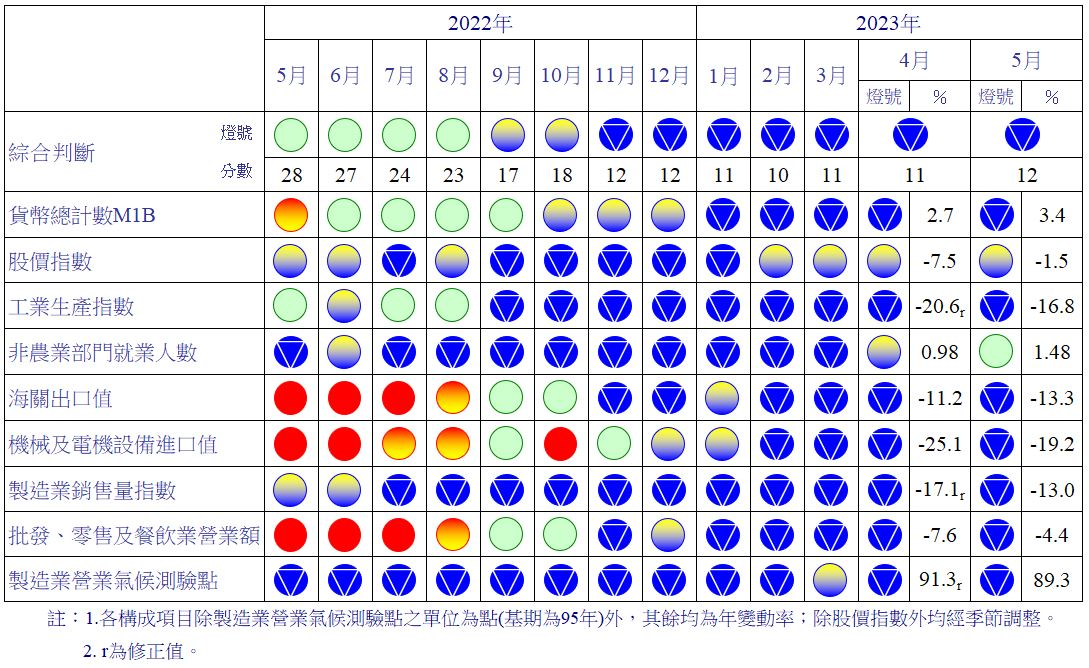 2022年 2023年
5月 6月 7月 8月 9月 10月 11月 12月 1月 2月 3月 4月 5月
燈號 % 燈號 %
綜合判斷 燈號
分數 28 27 24 23 17 18 12 12 11 10 11 11 12
貨幣總計數M1B 2.7 3.4
股價指數 -7.5 -1.5
工業生產指數 -20.6r -16.8
非農業部門就業人數 0.98 1.48
海關出口值 -11.2 -13.3
機械及電機設備進口值 -25.1 -19.2
製造業銷售量指數 -17.1r -13.0
批發、零售及餐飲業營業額 -7.6 -4.4
製造業營業氣候測驗點 91.3r 89.3
註：1.各構成項目除製造業營業氣候測驗點之單位為點(基期為95年)外，其餘均為年變動率；除股價指數外均經季節調整。
2. r為修正值。